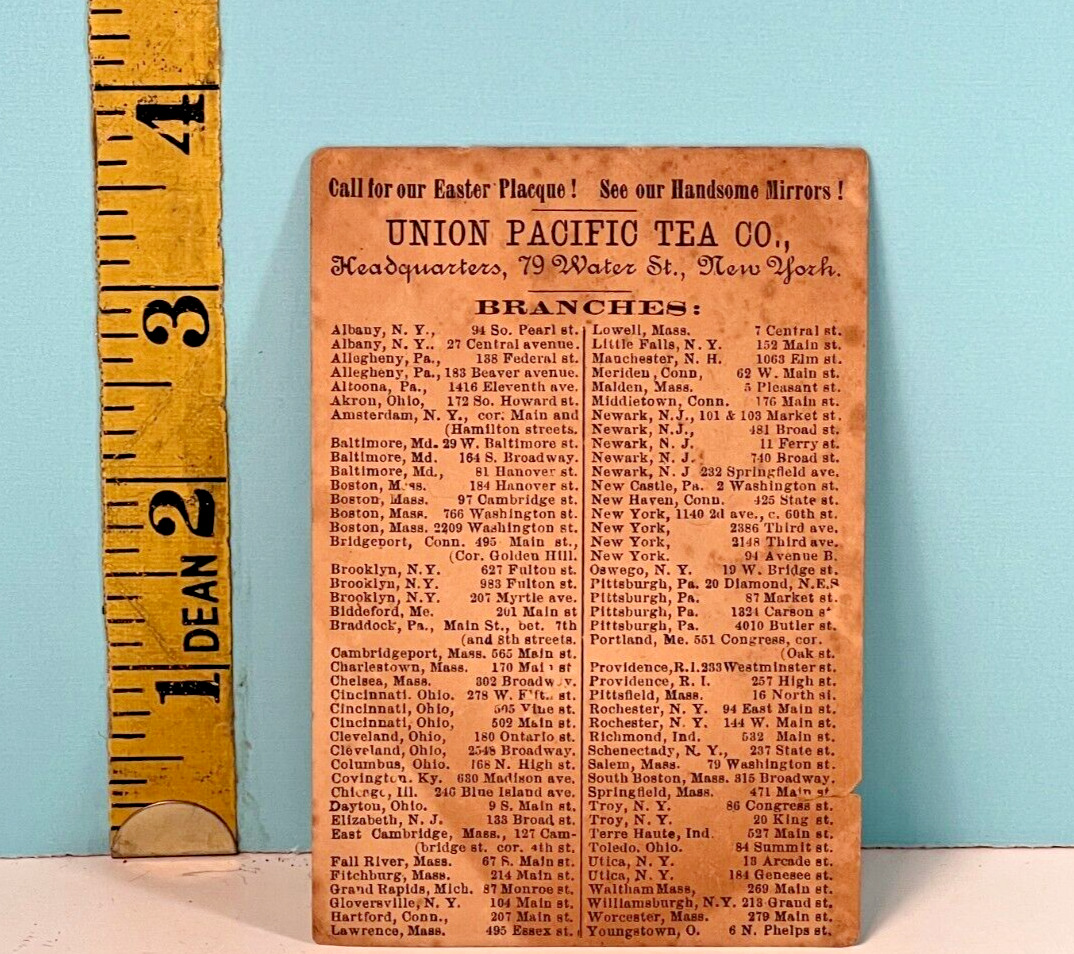 4
3
2
DEAN
1
Call for our Easter Placque! See our Handsome Mirrors!
UNION PACIFIC TEA CO.,
Headquarters, 79 Water St., New York.
BRANCHES:
Albany, N. Y., 94 So. Pearl st.
Albany, N. Y.. 27 Central avenue.
Allegheny, Pa., 138 Federal st.
Allegheny, Pa., 183 Beaver avenue.
Altoona, Pa., 1416 Eleventh ave.
Akron, Ohio, 172 So. Howard st.
Amsterdam, N. Y., cor. Main and
(Hamilton streets.
Baltimore, Md. 29 W. Baltimore st.
Baltimore, Md. 164 S. Broadway.
Baltimore, Md., 81 Hanover st.
Boston, Mass. 184 Hanover st.
Boston, Mass. 97 Cambridge st.
Boston, Mass. 766 Washington st.
Boston, Mass. 2209 Washington st.
Bridgeport, Conn. 495 Main st.,
(Cor. Golden Hill.
Brooklyn, N.Y. 627 Fulton st.
Brooklyn, N.Y. 983 Fulton st.
Brooklyn, N.Y. 207 Myrtle ave.
Biddeford, Me. 201 Main st
Braddock, Pa., Main St., bet. 7th
(and 8th streets.
Cambridgeport, Mass. 565 Main st.
Charlestown, Mass. 170 Main st
Chelsea, Mass. 302 Broadway.
Cincinnati. Ohio. 278 W. st.
Cincinnati, Ohio, 505 Vine st.
Cincinnati, Ohio, 502 Main st.
Cleveland, Ohio, 180 Ontario st.
Cleveland, Ohio, 2548 Broadway.
Columbus, Ohio. 168 N. High st.
Covington. Ky. 630 Madison ave.
Chicago, Ill. 246 Blue Island ave.
Dayton, Ohio. 9 S. Main st.
Elizabeth, N. J. 133 Broad st.
East Cambridge, Mass., 127 Cam-
(bridge st. cor. 4th st.
Fall River, Mass. 67 S. Main st.
Fitchburg, Mass. 214 Main st.
Grand Rapids, Mich. 87 Monroe st.
Gloversville, N. Y. 104 Main st.
Hartford, Conn., 207 Main st.
Lawrence, Mass. 495 Essex st.
Lowell, Mass. 7 Central st.
Little Falls, N. Y. 152 Main st.
Manchester, N. H. 1063 Elm st.
Meriden, Conn, 62 W. Main st.
Malden, Mass. 5 Pleasant st.
Middletown, Conn. 176 Main st.
Newark, N.J., 101 & 103 Market st.
Newark, N.J., 481 Broad st.
Newark, N. J. 11 Ferry st.
Newark, N. J. 740 Broad st.
Newark, N. J 232 Springfield ave.
New Castle, Pa. 2 Washington st.
New Haven, Conn. 425 State st.
New York, 1140 2d ave., c. 60th st.
New York, 2386 Third ave.
New York, 2148 Third ave.
New York. 94 Avenue B.
Oswego, N. Y. 19 W. Bridge st.
Pittsburgh, Pa. 20 Diamond, N.E.S
Pittsburgh, Pa. 87 Market st.
Pittsburgh, Pa. 1324 Carson s
Pittsburgh, Pa. 4010 Butler st.
Portland, Me. 551 Congress, cor.
(Oak st.
Providence, R.I. 233 Westminster st.
Providence, R. I. 257 High st.
Pittsfield, Mass. 16 North st.
Rochester, N. Y. 94 East Main st.
Rochester, N. Y. 144 W. Main st.
Richmond, Ind. 532 Main st.
Schenectady, N. Y., 237 State st.
Salem, Mass. 79 Washington st.
South Boston, Mass. 315 Broadway.
Springfield, Mass. 471 Main st.
Troy, N. Y. 86 Congress st.
Troy, N. Y. 20 King st.
Terre Haute, Ind. 527 Main st.
Toledo. Ohio. 84 Summit st.
Utica, N. Y. 13 Arcade st.
Utica, N. Y. 184 Genesee st.
Waltham Mass, 269 Main st.
Williamsburgh, N.Y. 213 Grand st.
Worcester, Mass. 279 Main st.
Youngstown, O. 6 N. Phelps st.